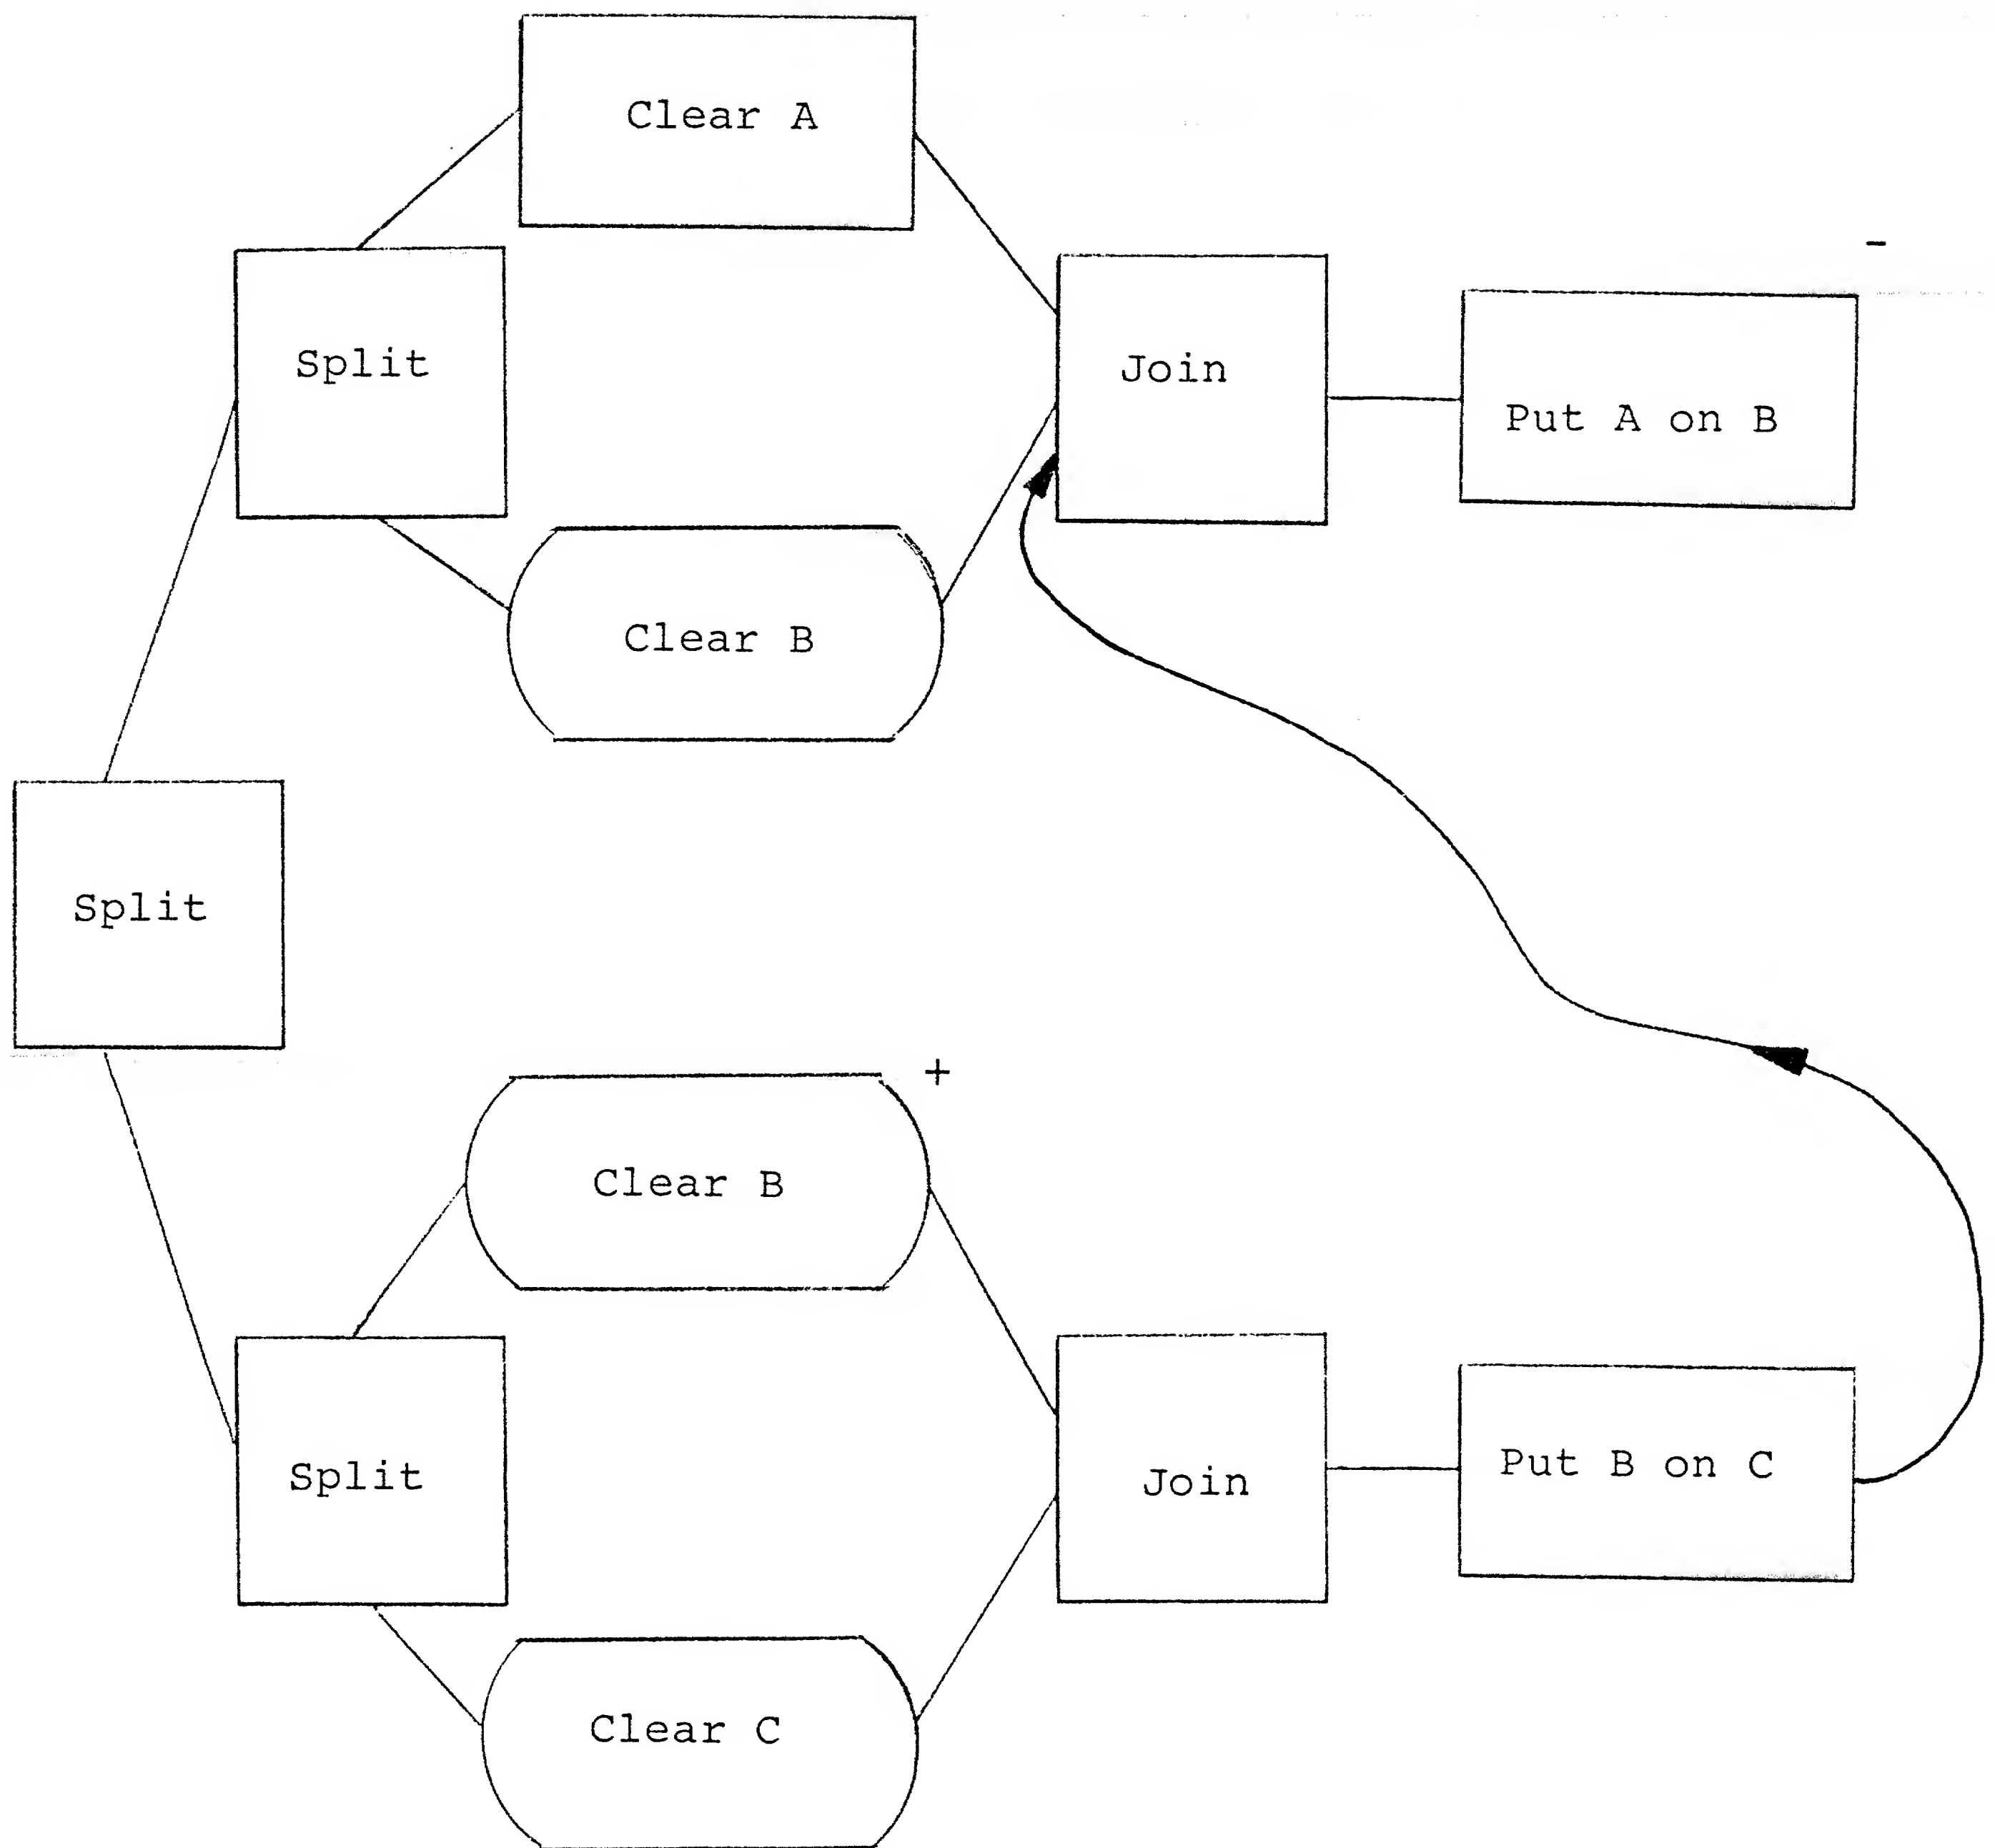 Clear A
-
Split
Join
Put A on B
Clear B
Split
+
Clear B
Split
Join
Put B on C
Clear C